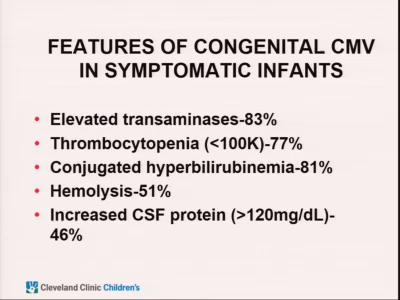 FEATURES OF CONGENITAL CMV
IN SYMPTOMATIC INFANTS
• Elevated transaminases-83%
• Thrombocytopenia (<100K)-77%
• Conjugated hyperbilirubinemia-81%
• Hemolysis-51%
• Increased CSF protein (>120mg/dL)-
46%
Cleveland Clinic Children's